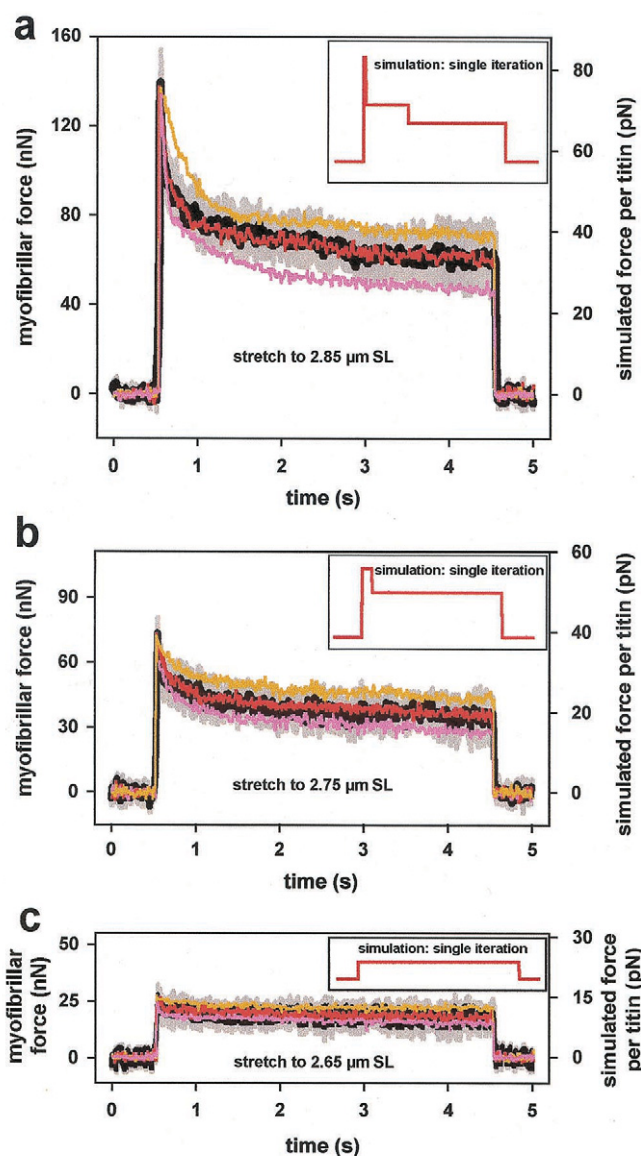 a
160
120
80
40
0
myofibrillar force (nN)
simulation: single iteration
80
60
40
20
0
simulated force per titin (pN)
stretch to 2.85 µm SL
0 1 2 3 4 5
time (s)
b
90
60
30
0
myofibrillar force (nN)
simulation: single iteration
60
40
20
0
simulated force per titin (pN)
stretch to 2.75 µm SL
0 1 2 3 4 5
time (s)
c
50
25
0
myofibrillar
force (nN)
simulation: single iteration
30
15
0
simulated force
per titin (pN)
stretch to 2.65 µm SL
0 1 2 3 4 5
time (s)